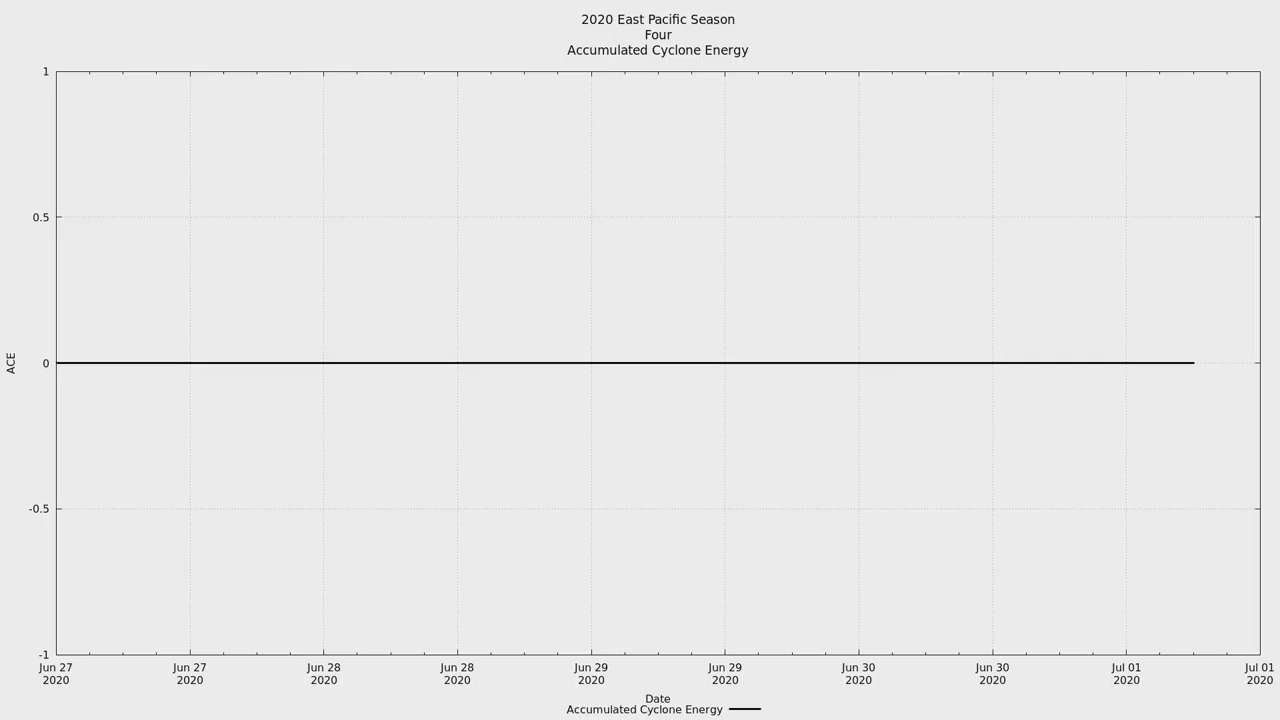 2020 East Pacific Season
Four
Accumulated Cyclone Energy
1
0.5
0
-0.5
-1
ACE
Jun 27 Jun 27 Jun 28 Jun 28 Jun 29 Jun 29 Jun 30 Jun 30 Jul 01 Jul 01
2020 2020 2020 2020 2020 2020 2020 2020 2020 2020
Date
Accumulated Cyclone Energy